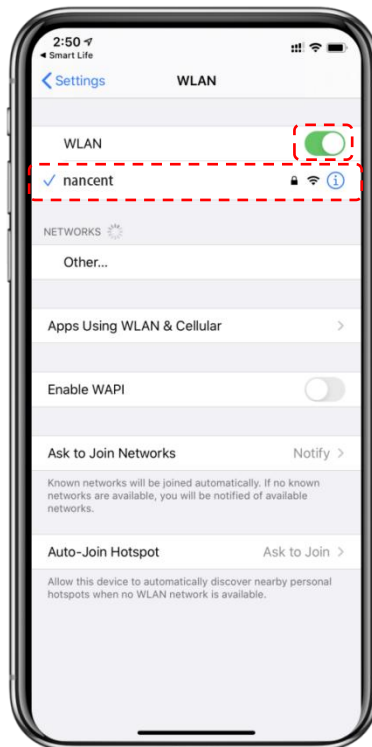 2:50
Smart Life
Settings
WLAN
WLAN
nancent
NETWORKS
Other...
Apps Using WLAN & Cellular
Enable WAPI
Ask to Join Networks Notify
Known networks will be joined automatically. If no known
networks are available, you will be notified of available
networks.
Auto-Join Hotspot Ask to Join
Allow this device to automatically discover nearby personal
hotspots when no WLAN network is available.